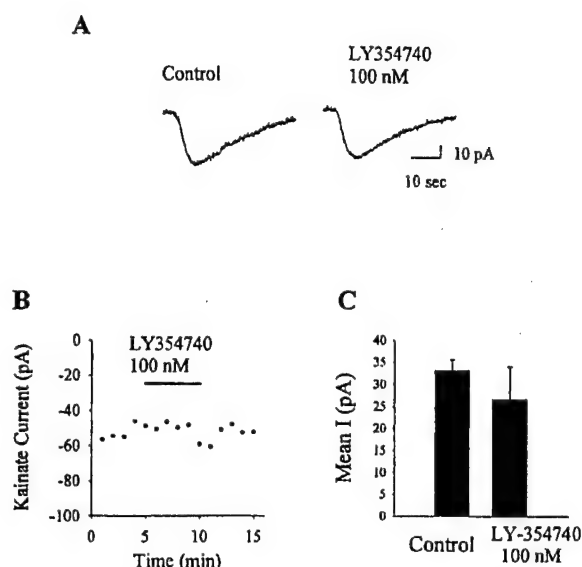 A
Control
LY354740
100 nM
10 pA
10 sec
B
LY354740
100 nM
Kainate Current (pA)
0
-20
-40
-60
-80
-100
0
5
10
15
Time (min)
C
Mean I (pA)
40
35
30
25
20
15
10
5
0
Control
LY-354740
100 nM